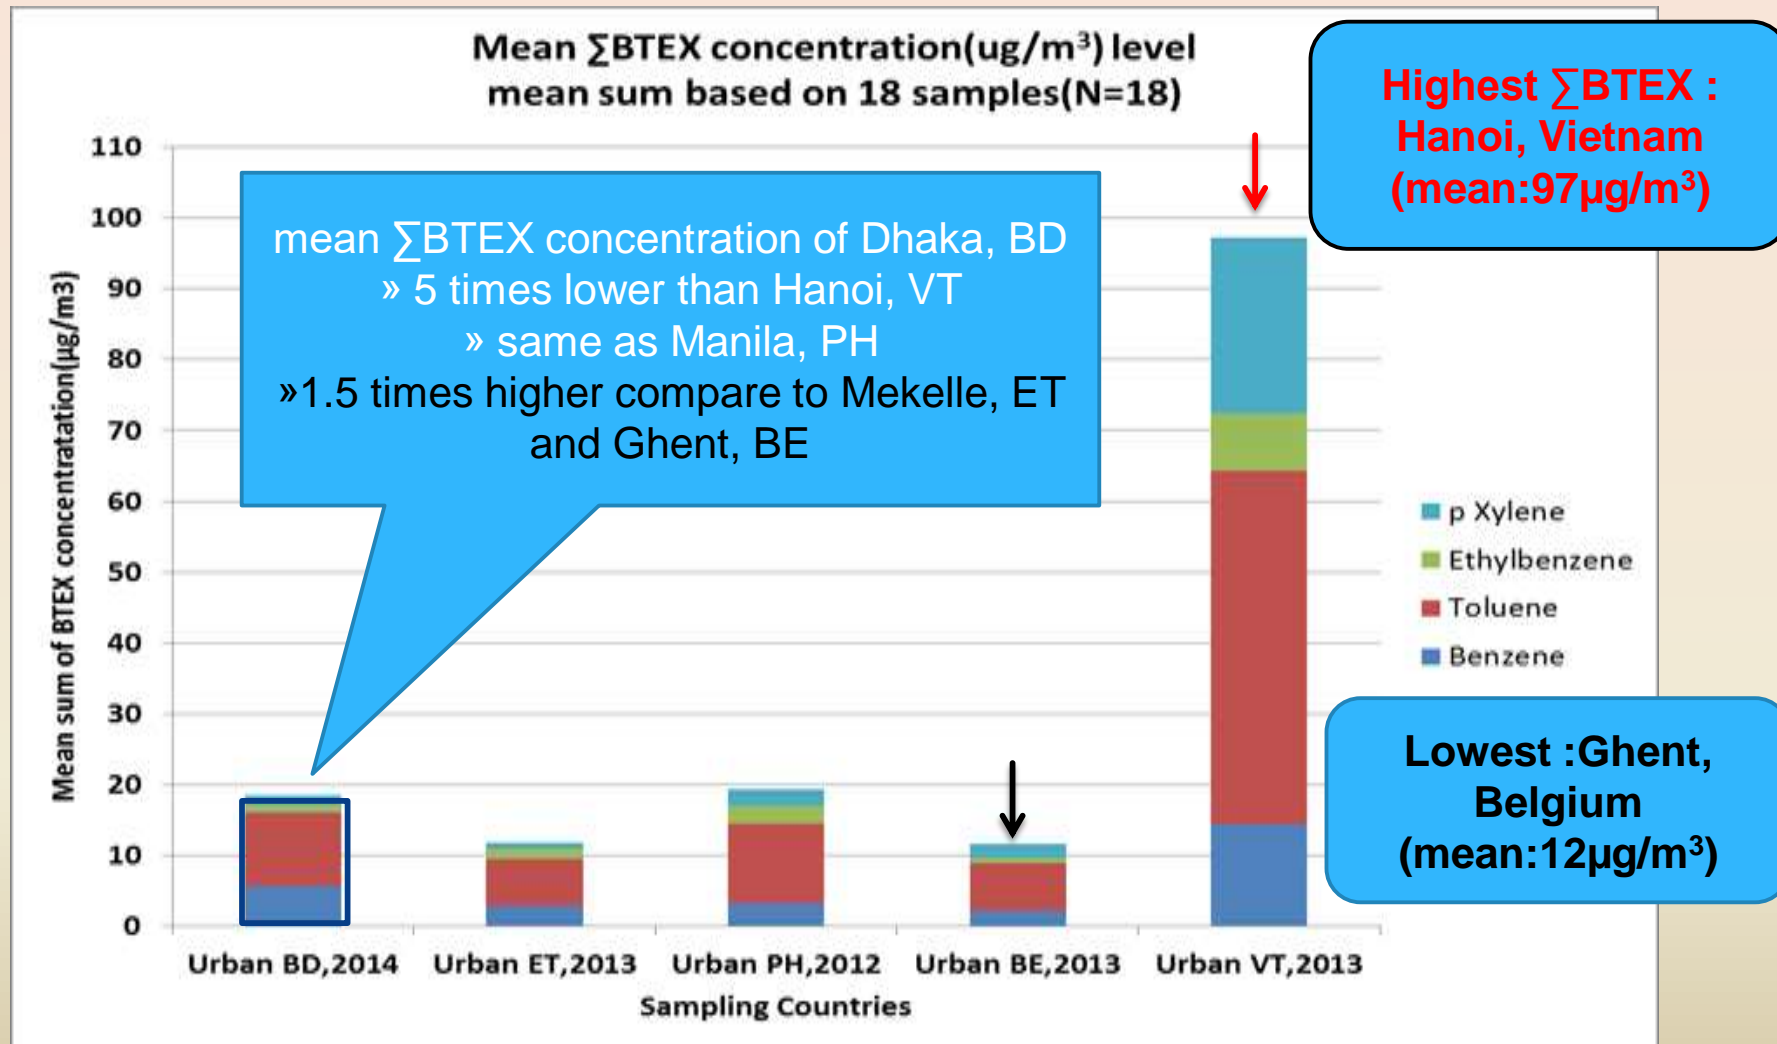 Mean ∑BTEX concentration(ug/m³) level
mean sum based on 18 samples(N=18)
Highest ∑BTEX :
Hanoi, Vietnam
(mean:97µg/m³)
mean ∑BTEX concentration of Dhaka, BD
» 5 times lower than Hanoi, VT
» same as Manila, PH
»1.5 times higher compare to Mekelle, ET
and Ghent, BE
Mean sum of BTEX concentratation(µg/m3)
110
100
90
80
70
60
50
40
30
20
10
0
p Xylene
Ethylbenzene
Toluene
Benzene
Lowest :Ghent,
Belgium
(mean:12µg/m³)
Urban BD,2014 Urban ET,2013 Urban PH,2012 Urban BE,2013 Urban VT,2013
Sampling Countries